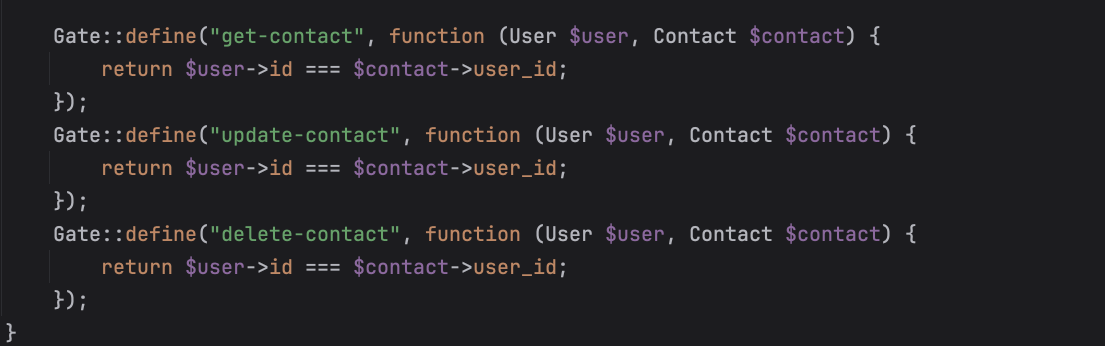 Gate::define("get-contact", function (User $user, Contact $contact) {
return $user->id === $contact->user_id;
});
Gate::define("update-contact", function (User $user, Contact $contact) {
return $user->id === $contact->user_id;
});
Gate::define("delete-contact", function (User $user, Contact $contact) {
return $user->id === $contact->user_id;
});
}